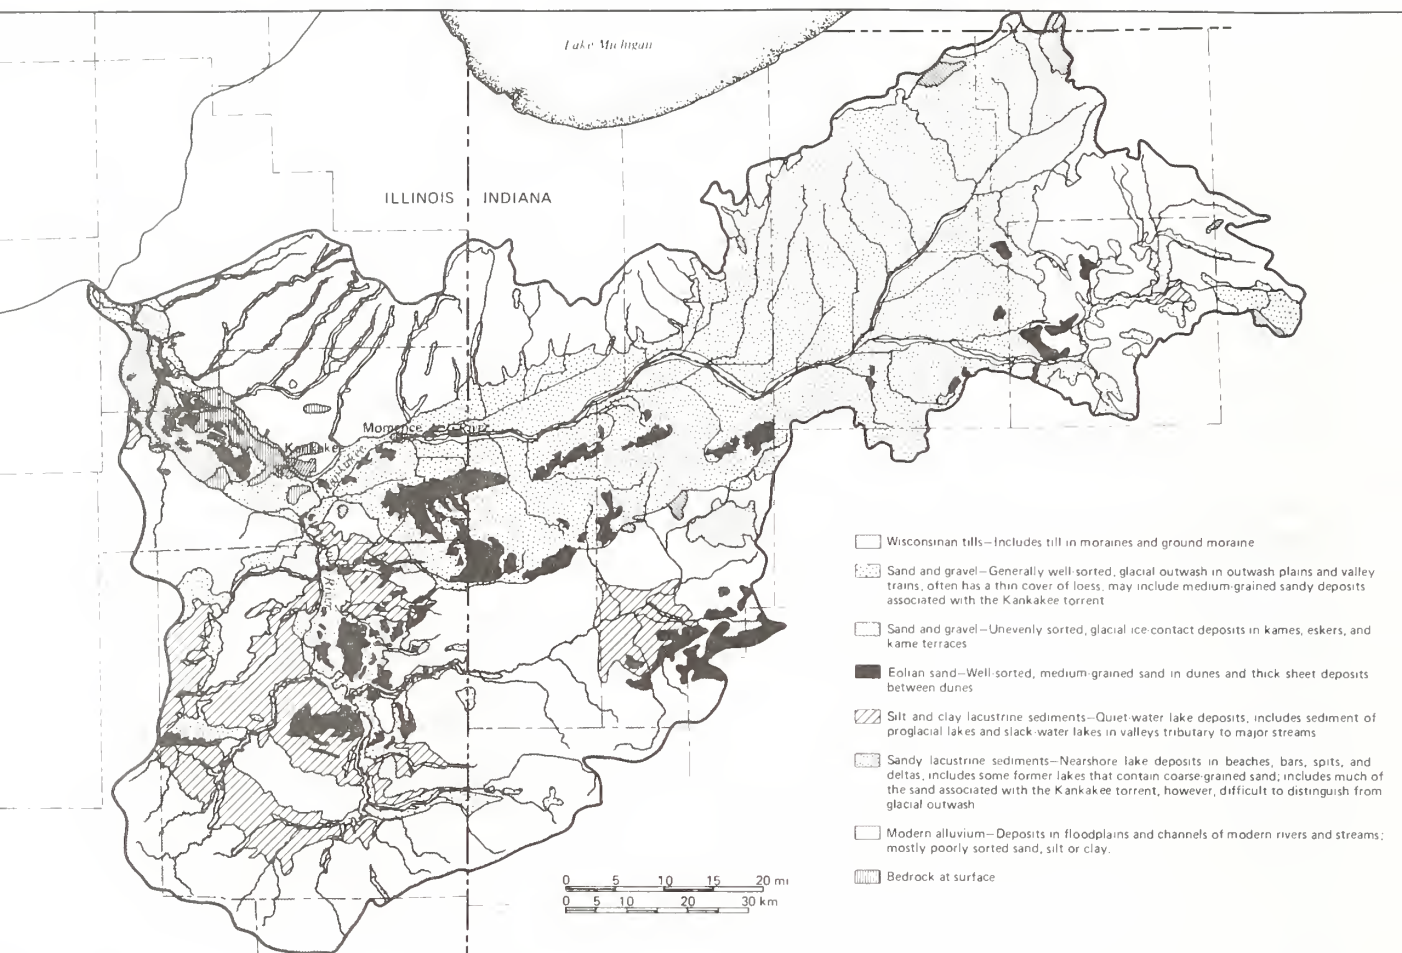 Lake Michigan
ILLINOIS
INDIANA
Momence
Kankakee
River
Wisconsinan tills—Includes till in moraines and ground moraine
Sand and gravel—Generally well-sorted, glacial outwash in outwash plains and valley
trains, often has a thin cover of loess, may include medium-grained sandy deposits
associated with the Kankakee torrent
Sand and gravel—Unevenly sorted, glacial ice-contact deposits in kames, eskers, and
kame terraces
Eolian sand—Well-sorted, medium-grained sand in dunes and thick sheet deposits
between dunes
Silt and clay lacustrine sediments—Quiet-water lake deposits, includes sediment of
proglacial lakes and slack-water lakes in valleys tributary to major streams
Sandy lacustrine sediments—Nearshore lake deposits in beaches, bars, spits, and
deltas, includes some former lakes that contain coarse-grained sand; includes much of
the sand associated with the Kankakee torrent, however, difficult to distinguish from
glacial outwash
Modern alluvium—Deposits in floodplains and channels of modern rivers and streams;
mostly poorly sorted sand, silt or clay.
Bedrock at surface
0 5 10 15 20 mi
0 5 10 20 30 km